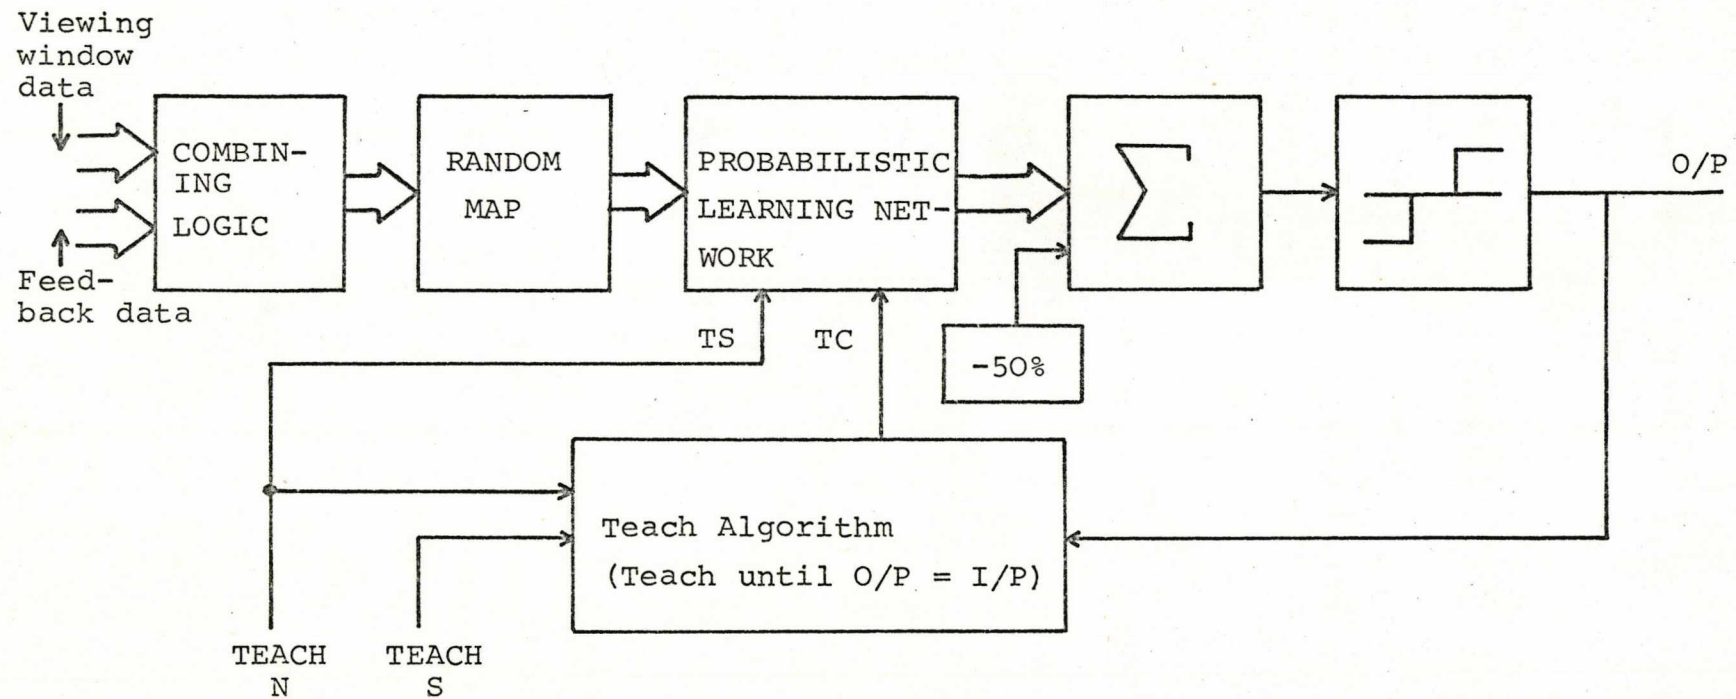 Viewing
window
data
COMBIN-
ING
LOGIC
Feed-
back data
RANDOM
MAP
PROBABILISTIC
LEARNING NET-
WORK
O/P
TS
TC
-50%
Teach Algorithm
(Teach until O/P = I/P)
TEACH
N
TEACH
S